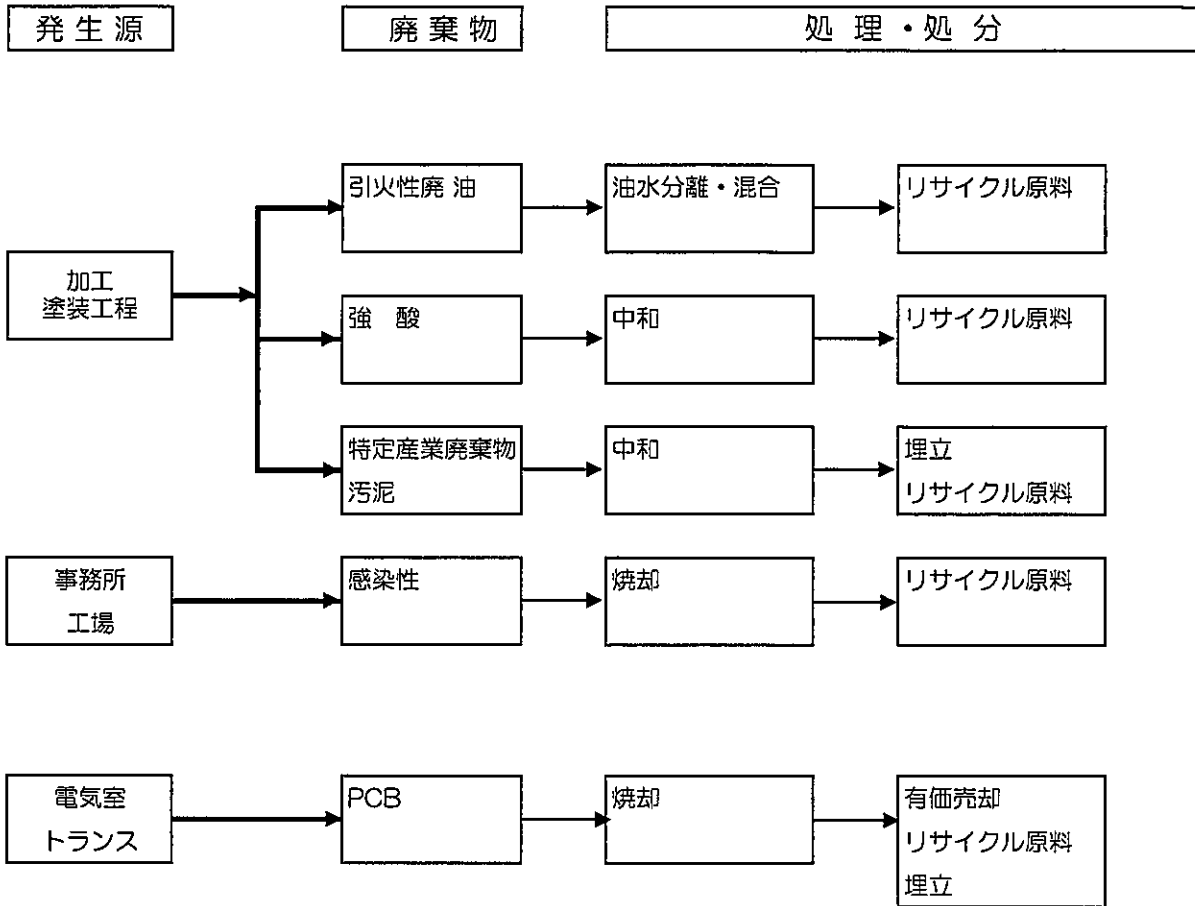 発生源
廃棄物
処理・処分
加工
塗装工程
引火性廃 油
油水分離・混合
リサイクル原料
強　酸
中和
リサイクル原料
特定産業廃棄物
汚泥
中和
埋立
リサイクル原料
事務所
工場
感染性
焼却
リサイクル原料
電気室
トランス
PCB
焼却
有価売却
リサイクル原料
埋立